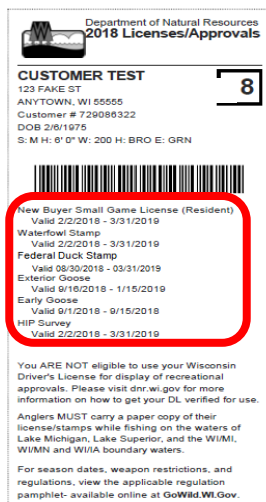 Department of Natural Resources
2018 Licenses/Approvals
CUSTOMER TEST
8
123 FAKE ST
ANYTOWN, WI 55555
Customer # 729086322
DOB 2/6/1975
S: M H: 6' 0" W: 200 H: BRO E: GRN
New Buyer Small Game License (Resident)
Valid 2/2/2018 - 3/31/2019
Waterfowl Stamp
Valid 2/2/2018 - 3/31/2019
Federal Duck Stamp
Valid 08/30/2018 - 03/31/2019
Exterior Goose
Valid 9/16/2018 - 1/15/2019
Early Goose
Valid 9/1/2018 - 9/15/2018
HIP Survey
Valid 2/2/2018 - 3/31/2019
You ARE NOT eligible to use your Wisconsin
Driver's License for display of recreational
approvals. Please visit dnr.wi.gov for more
information on how to get your DL verified for use.
Anglers MUST carry a paper copy of their
license/stamps while fishing on the waters of
Lake Michigan, Lake Superior, and the WI/MI,
WI/MN and WI/IA boundary waters.
For season dates, weapon restrictions, and
regulations, view the applicable regulation
pamphlet- available online at GoWild.WI.Gov.